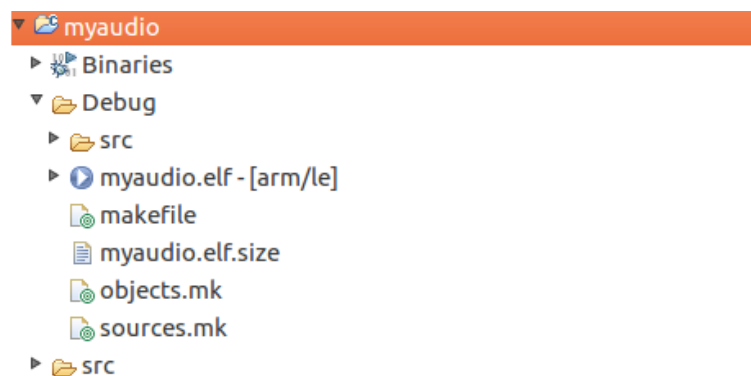 myaudio
Binaries
Debug
src
myaudio.elf - [arm/le]
makefile
myaudio.elf.size
objects.mk
sources.mk
src